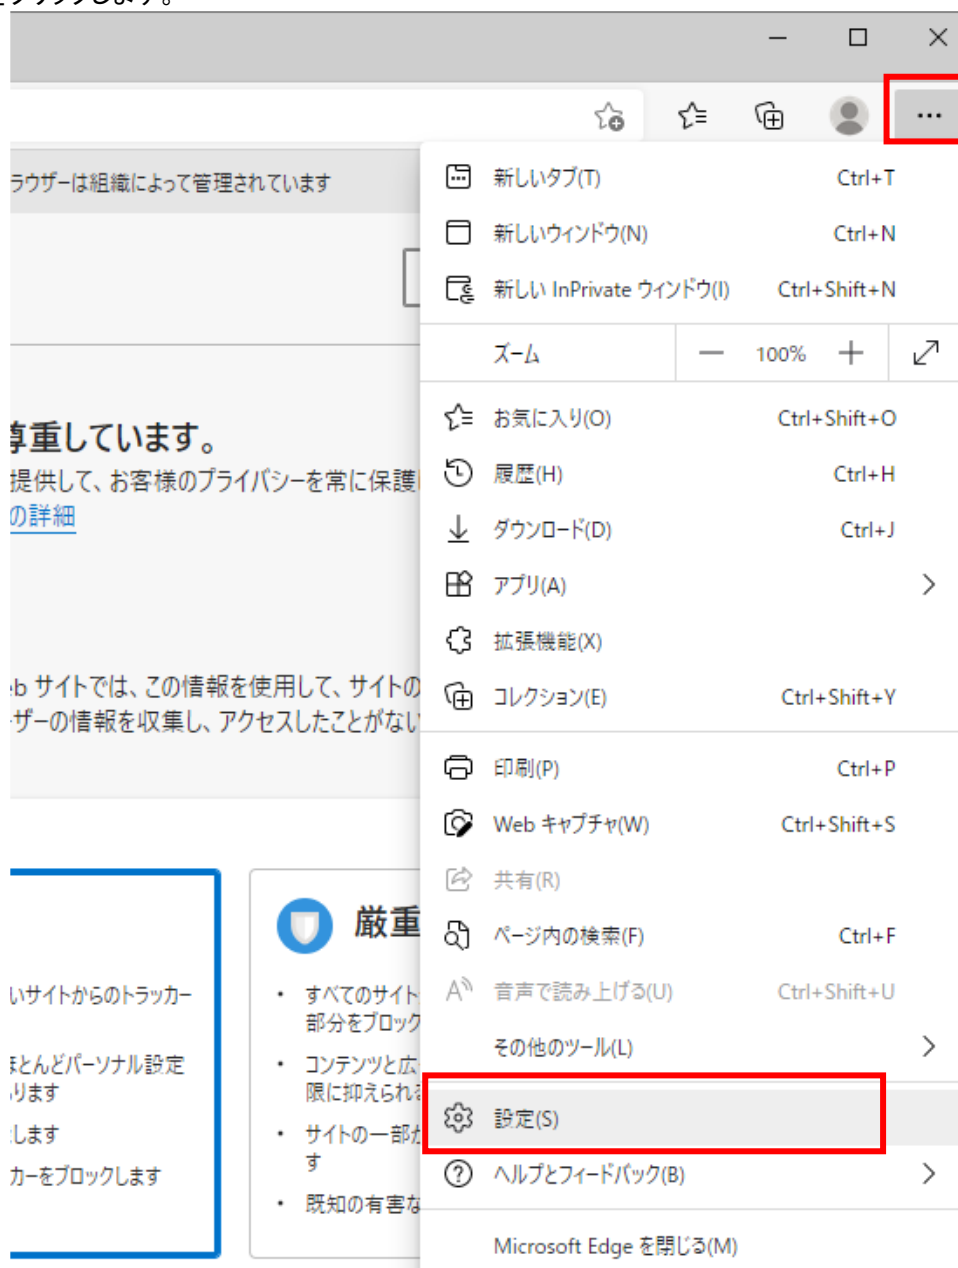 をクリックします。
ラウザーは組織によって管理されています
新しいタブ(T) Ctrl+T
新しいウィンドウ(N) Ctrl+N
新しい InPrivate ウィンドウ(I) Ctrl+Shift+N
ズーム 100%
お気に入り(O) Ctrl+Shift+O
履歴(H) Ctrl+H
ダウンロード(D) Ctrl+J
アプリ(A)
拡張機能(X)
コレクション(E) Ctrl+Shift+Y
印刷(P) Ctrl+P
Web キャプチャ(W) Ctrl+Shift+S
共有(R)
ページ内の検索(F) Ctrl+F
音声で読み上げる(U) Ctrl+Shift+U
その他のツール(L)
設定(S)
ヘルプとフィードバック(B)
Microsoft Edge を閉じる(M)
尊重しています。
提供して、お客様のプライバシーを常に保護
の詳細
eb サイトでは、この情報を使用して、サイトの
ザーの情報を収集し、アクセスしたことがない
いサイトからのトラッカー
ほとんどパーソナル設定
ります
します
カーをブロックします
厳重
• すべてのサイト
部分をブロック
• コンテンツと広
限に抑えられ
• サイトの一部が
す
• 既知の有害な